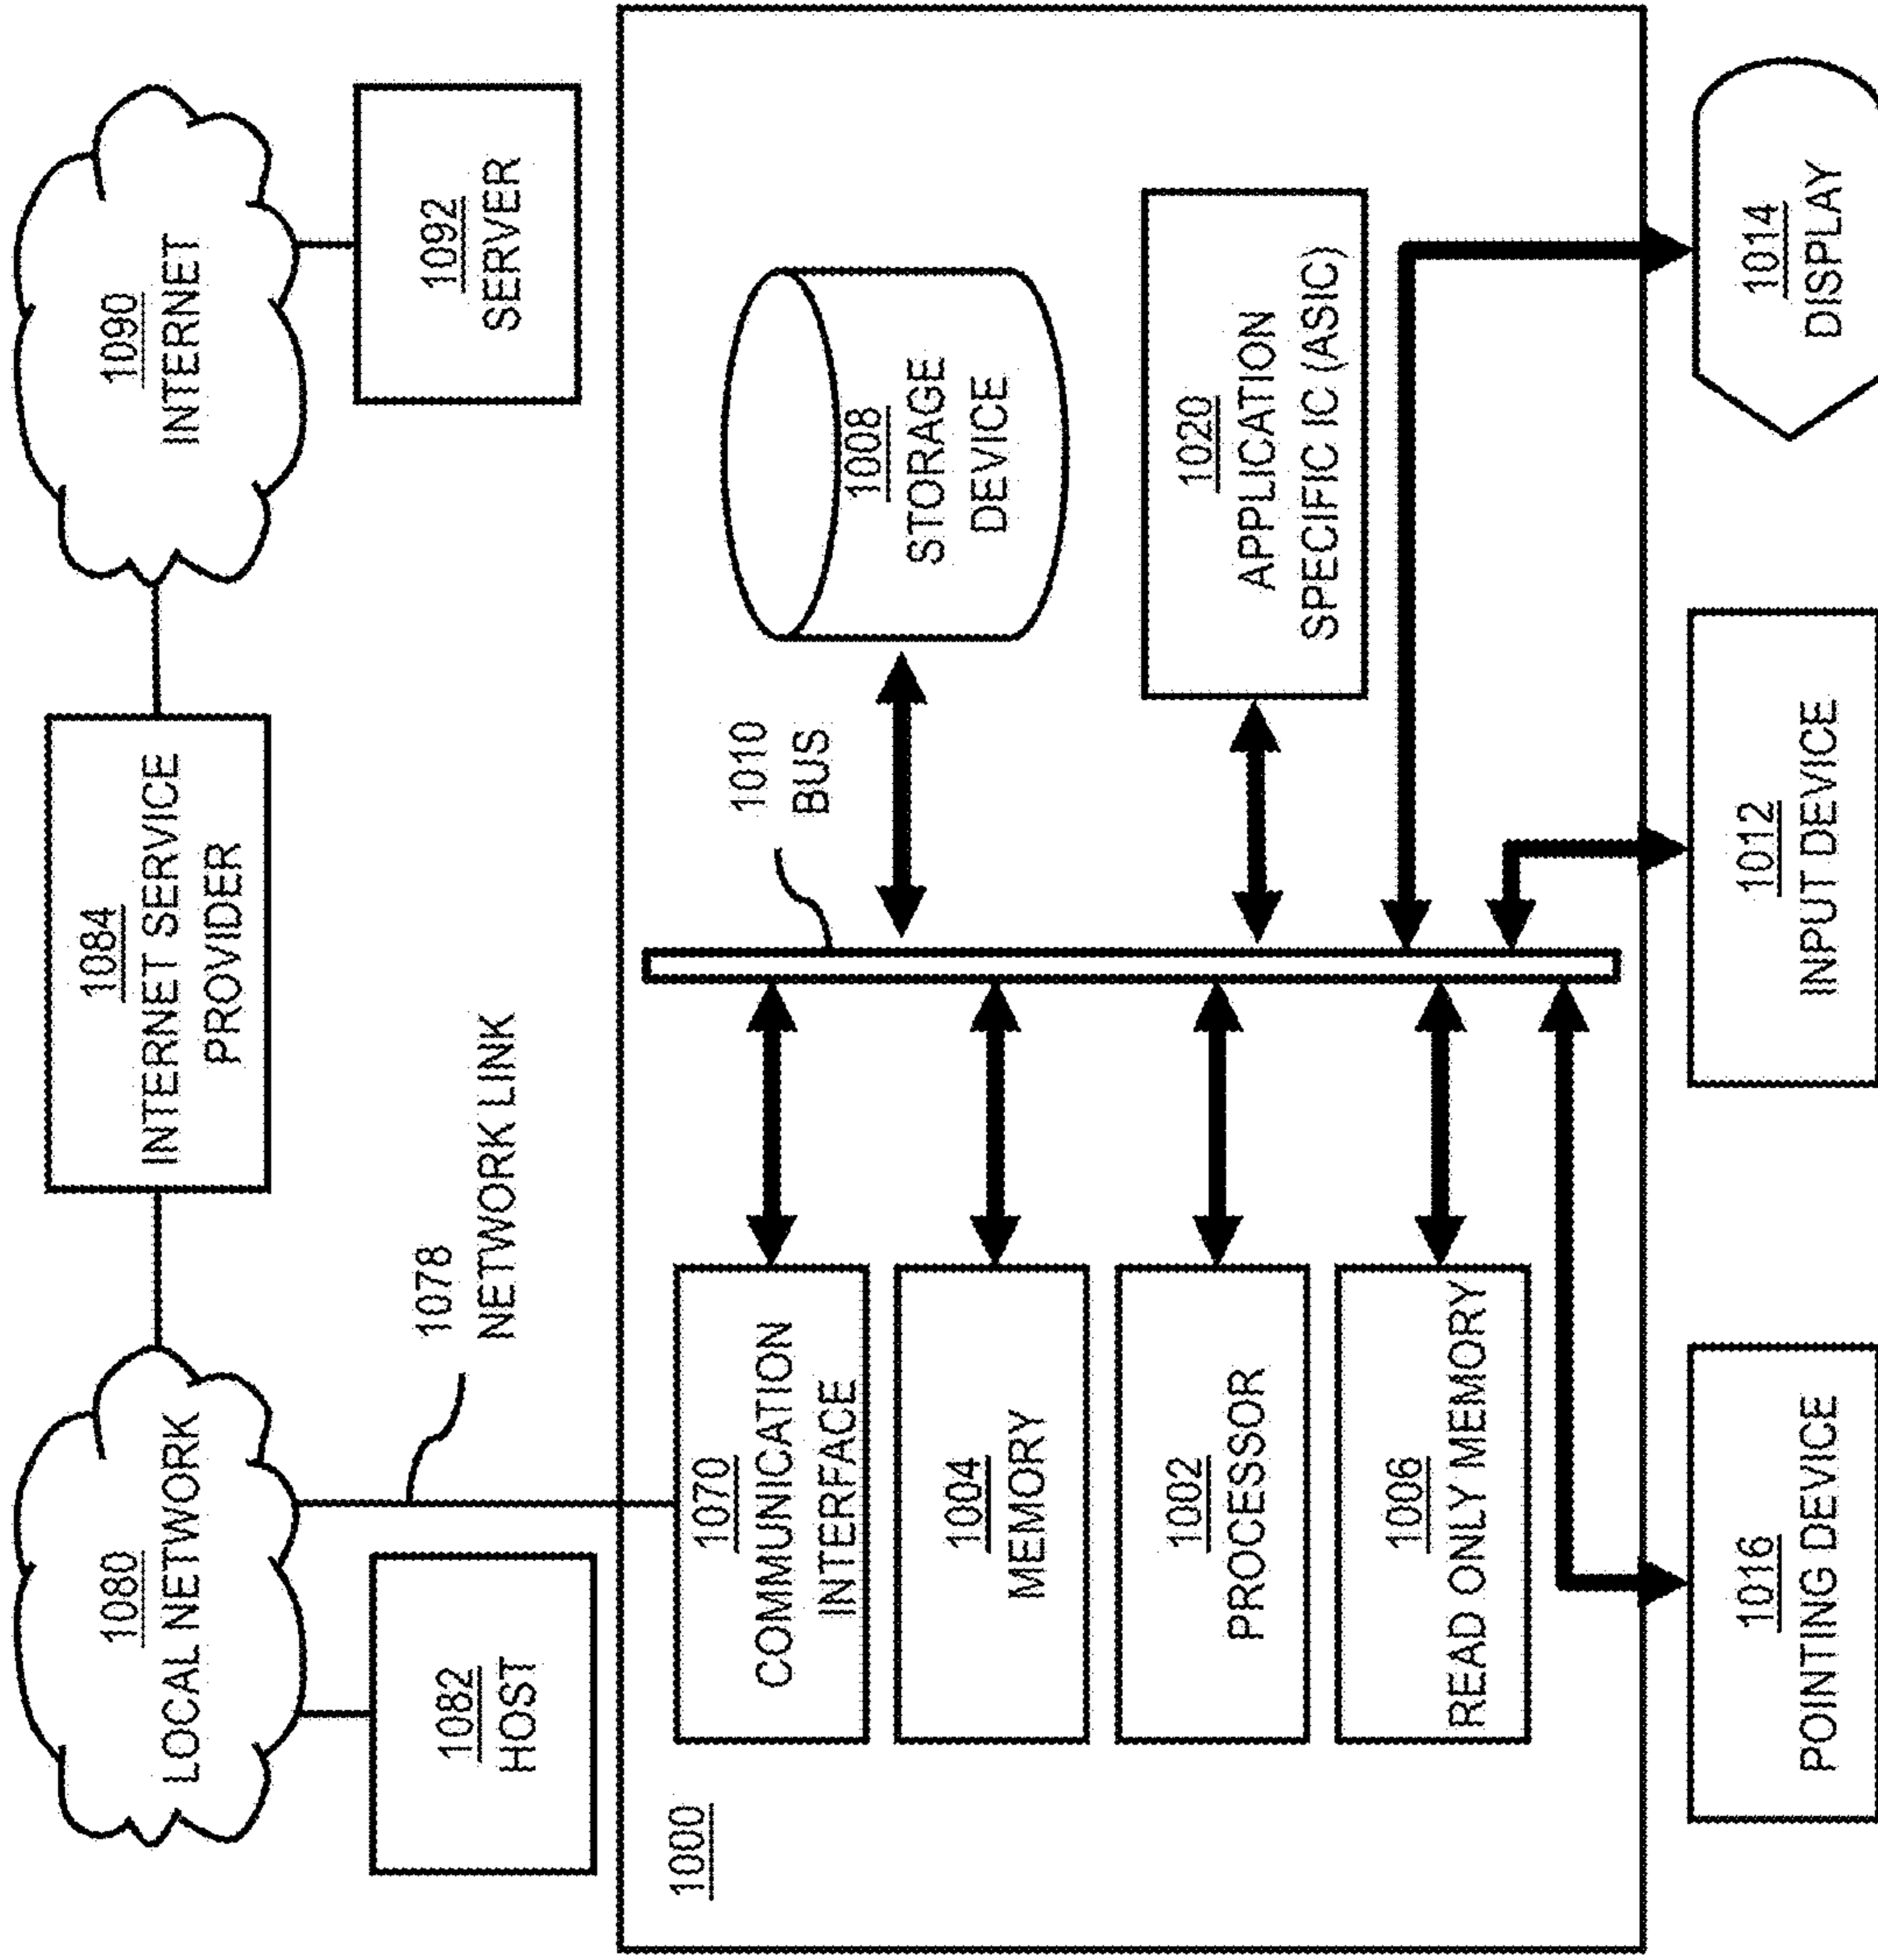 1080
LOCAL NETWORK
1084
INTERNET SERVICE
PROVIDER
1090
INTERNET
1082
HOST
1078
NETWORK LINK
1092
SERVER
1000
1070
COMMUNICATION
INTERFACE
1010
BUS
1008
STORAGE
DEVICE
1004
MEMORY
1002
PROCESSOR
1020
APPLICATION
SPECIFIC IC (ASIC)
1006
READ ONLY MEMORY
1016
POINTING DEVICE
1012
INPUT DEVICE
1014
DISPLAY